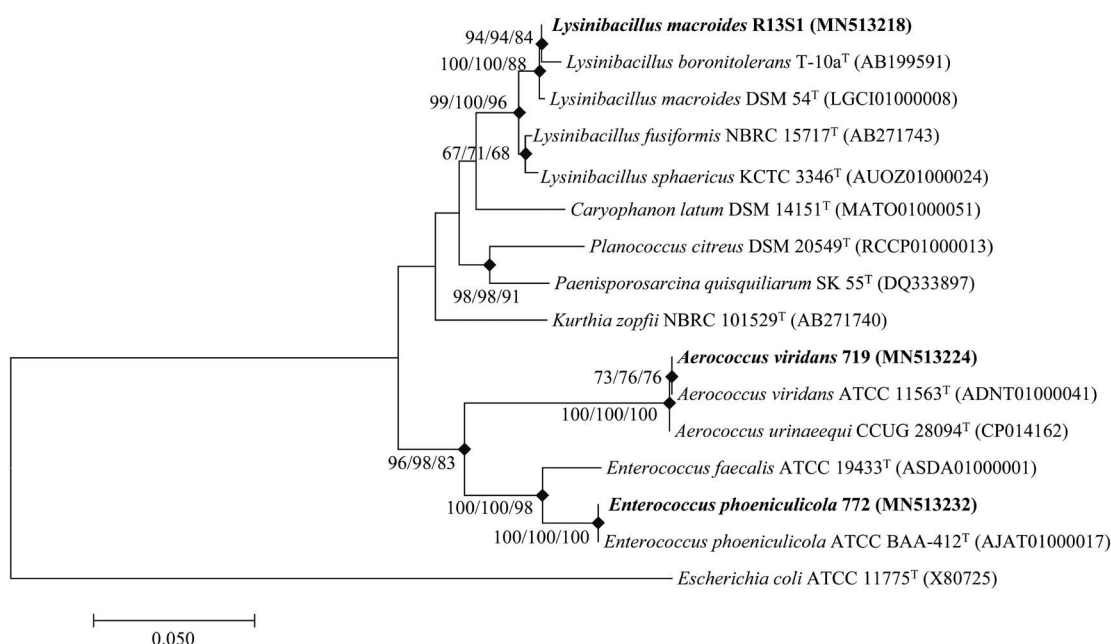 Lysinibacillus macroides R13S1 (MN513218)
94/94/84
Lysinibacillus boronitolerans T-10aᵀ (AB199591)
100/100/88
Lysinibacillus macroides DSM 54ᵀ (LGCI01000008)
99/100/96
Lysinibacillus fusiformis NBRC 15717ᵀ (AB271743)
67/71/68
Lysinibacillus sphaericus KCTC 3346ᵀ (AUOZ01000024)
Caryophanon latum DSM 14151ᵀ (MATO01000051)
Planococcus citreus DSM 20549ᵀ (RCCP01000013)
Paenisporosarcina quisquiliarum SK 55ᵀ (DQ333897)
98/98/91
Kurthia zopfii NBRC 101529ᵀ (AB271740)
Aerococcus viridans 719 (MN513224)
73/76/76
Aerococcus viridans ATCC 11563ᵀ (ADNT01000041)
100/100/100
Aerococcus urinaeequi CCUG 28094ᵀ (CP014162)
96/98/83
Enterococcus faecalis ATCC 19433ᵀ (ASDA01000001)
100/100/98
Enterococcus phoeniculicola 772 (MN513232)
100/100/100
Enterococcus phoeniculicola ATCC BAA-412ᵀ (AJAT01000017)
Escherichia coli ATCC 11775ᵀ (X80725)
0.050